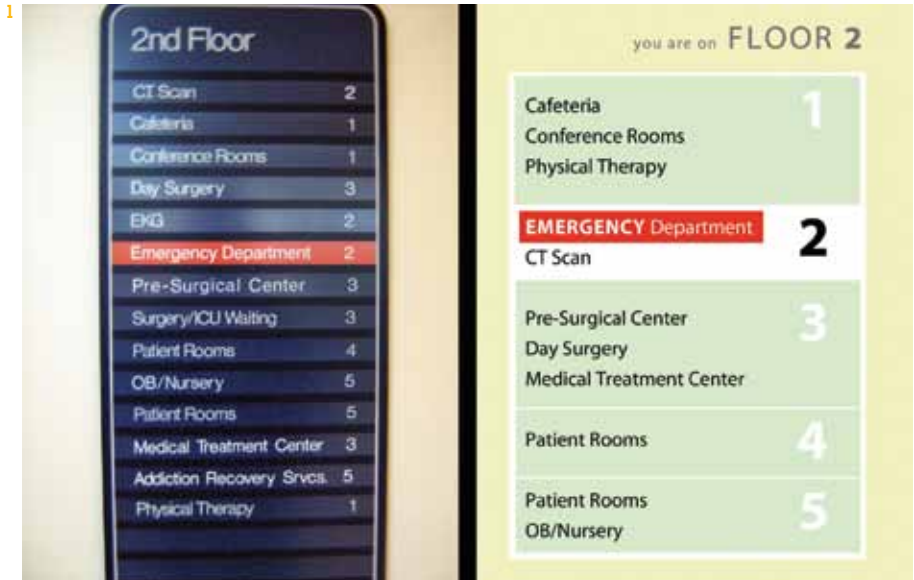 1
2nd Floor
CT Scan 2
Cafeteria 1
Conference Rooms 1
Day Surgery 3
EKG 2
Emergency Department 2
Pre-Surgical Center 3
Surgery/ICU Waiting 3
Patient Rooms 4
OB/Nursery 5
Patient Rooms 5
Medical Treatment Center 3
Addiction Recovery Srvcs. 5
Physical Therapy 1
you are on FLOOR 2
1
Cafeteria
Conference Rooms
Physical Therapy
EMERGENCY Department
2
CT Scan
3
Pre-Surgical Center
Day Surgery
Medical Treatment Center
Patient Rooms 4
5
Patient Rooms
OB/Nursery